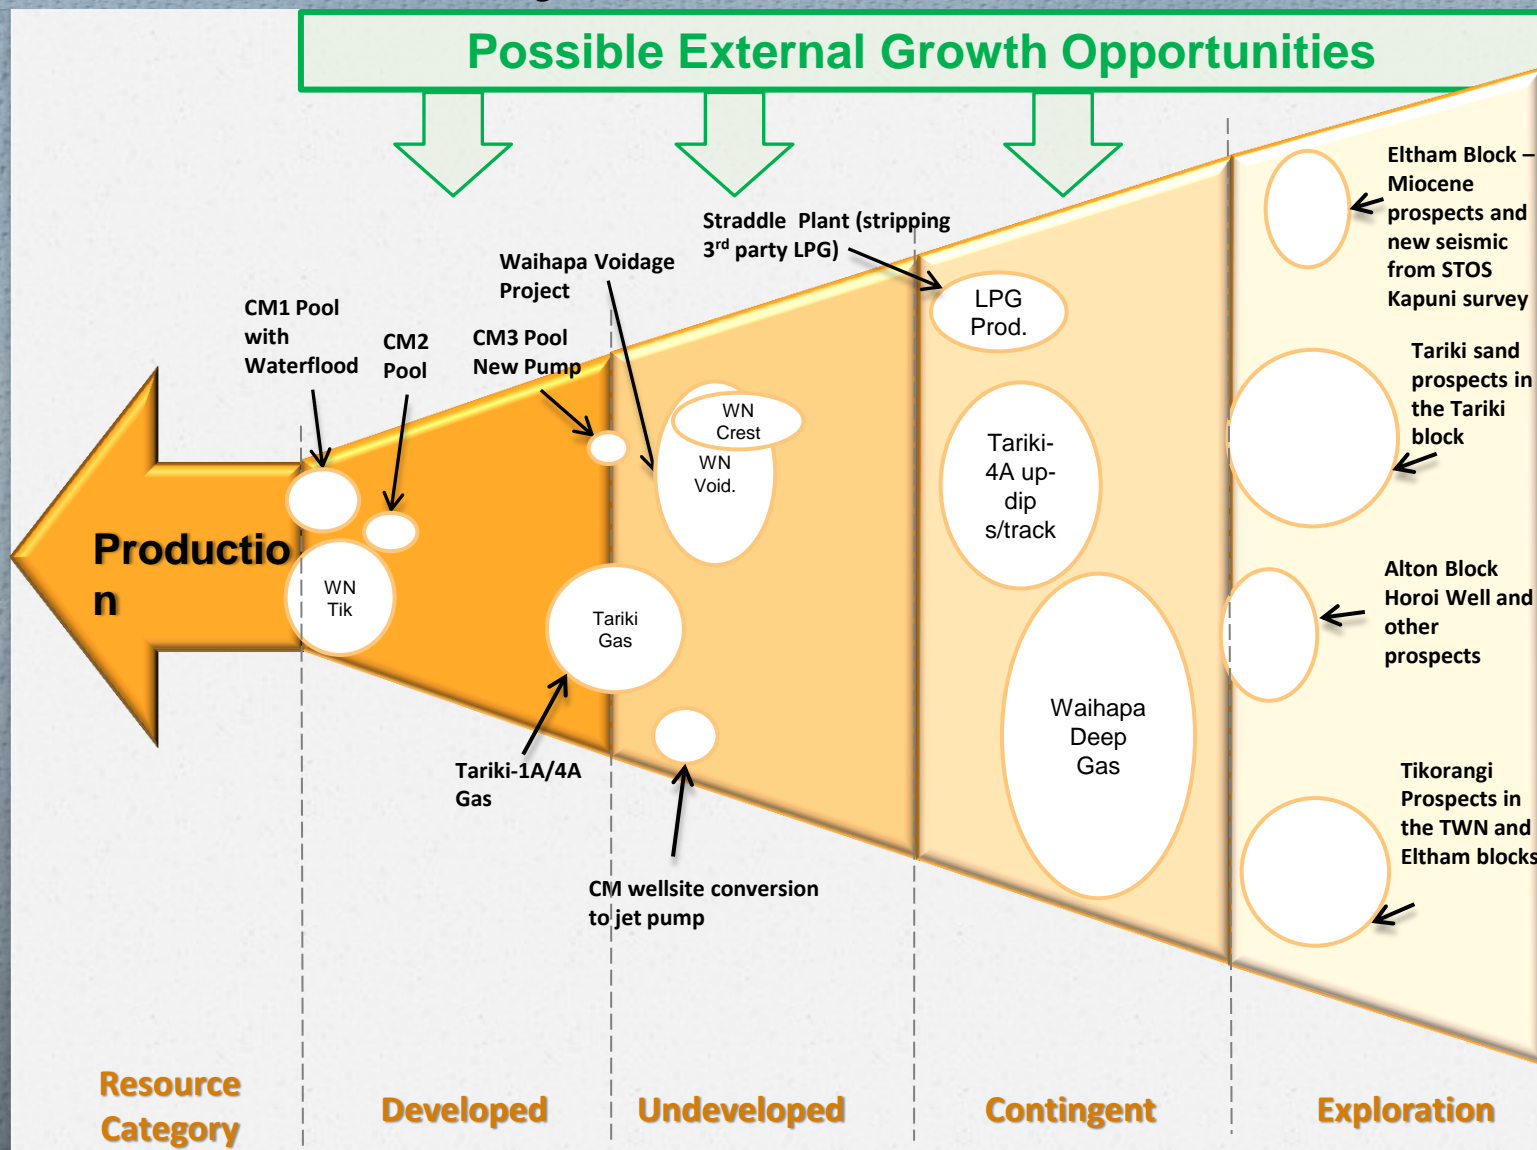 Possible External Growth Opportunities
Eltham Block –
Miocene
prospects and
new seismic
from STOS
Kapuni survey
Straddle Plant (stripping
3rd party LPG)
Waihapa Voidage
Project
CM1 Pool
with
Waterflood
CM2
Pool
CM3 Pool
New Pump
LPG
Prod.
Tariki sand
prospects in
the Tariki
block
WN
Crest
WN
Void.
Tariki-
4A up-
dip
s/track
Productio
n
WN
Tik
Tariki
Gas
Alton Block
Horoi Well and
other
prospects
Waihapa
Deep
Gas
Tariki-1A/4A
Gas
Tikorangi
Prospects in
the TWN and
Eltham blocks
CM wellsite conversion
to jet pump
Resource
Category
Developed
Undeveloped
Contingent
Exploration